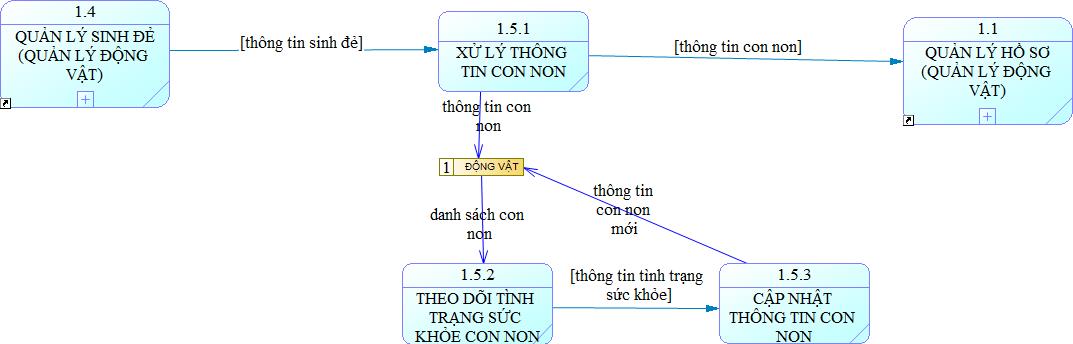 1.4
QUẢN LÝ SINH ĐẺ
(QUẢN LÝ ĐỘNG
VẬT)
[thông tin sinh đẻ]
1.5.1
XỬ LÝ THÔNG
TIN CON NON
[thông tin con non]
1.1
QUẢN LÝ HỒ SƠ
(QUẢN LÝ ĐỘNG
VẬT)
thông tin con
non
1 ĐỘNG VẬT
danh sách con
non
thông tin
con non
mới
1.5.2
THEO DÕI TÌNH
TRẠNG SỨC
KHỎE CON NON
[thông tin tình trạng
sức khỏe]
1.5.3
CẬP NHẬT
THÔNG TIN CON
NON